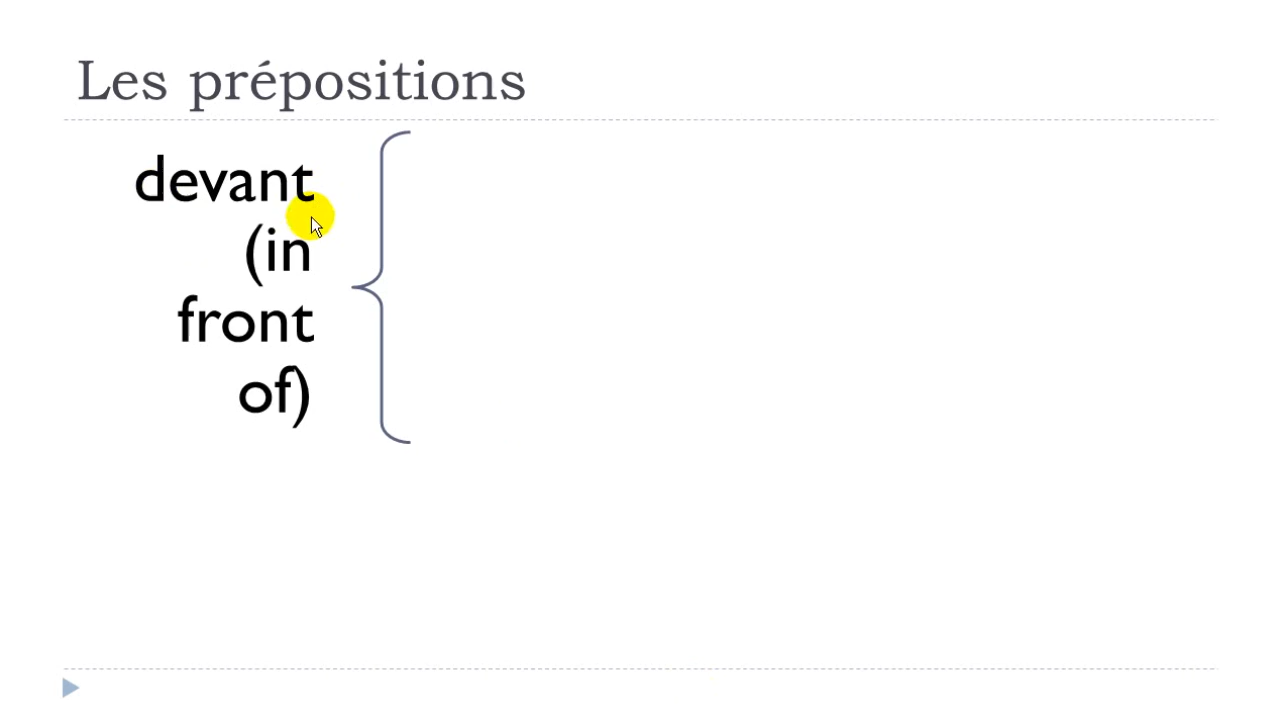 Les prépositions
devant
(in
front
of)